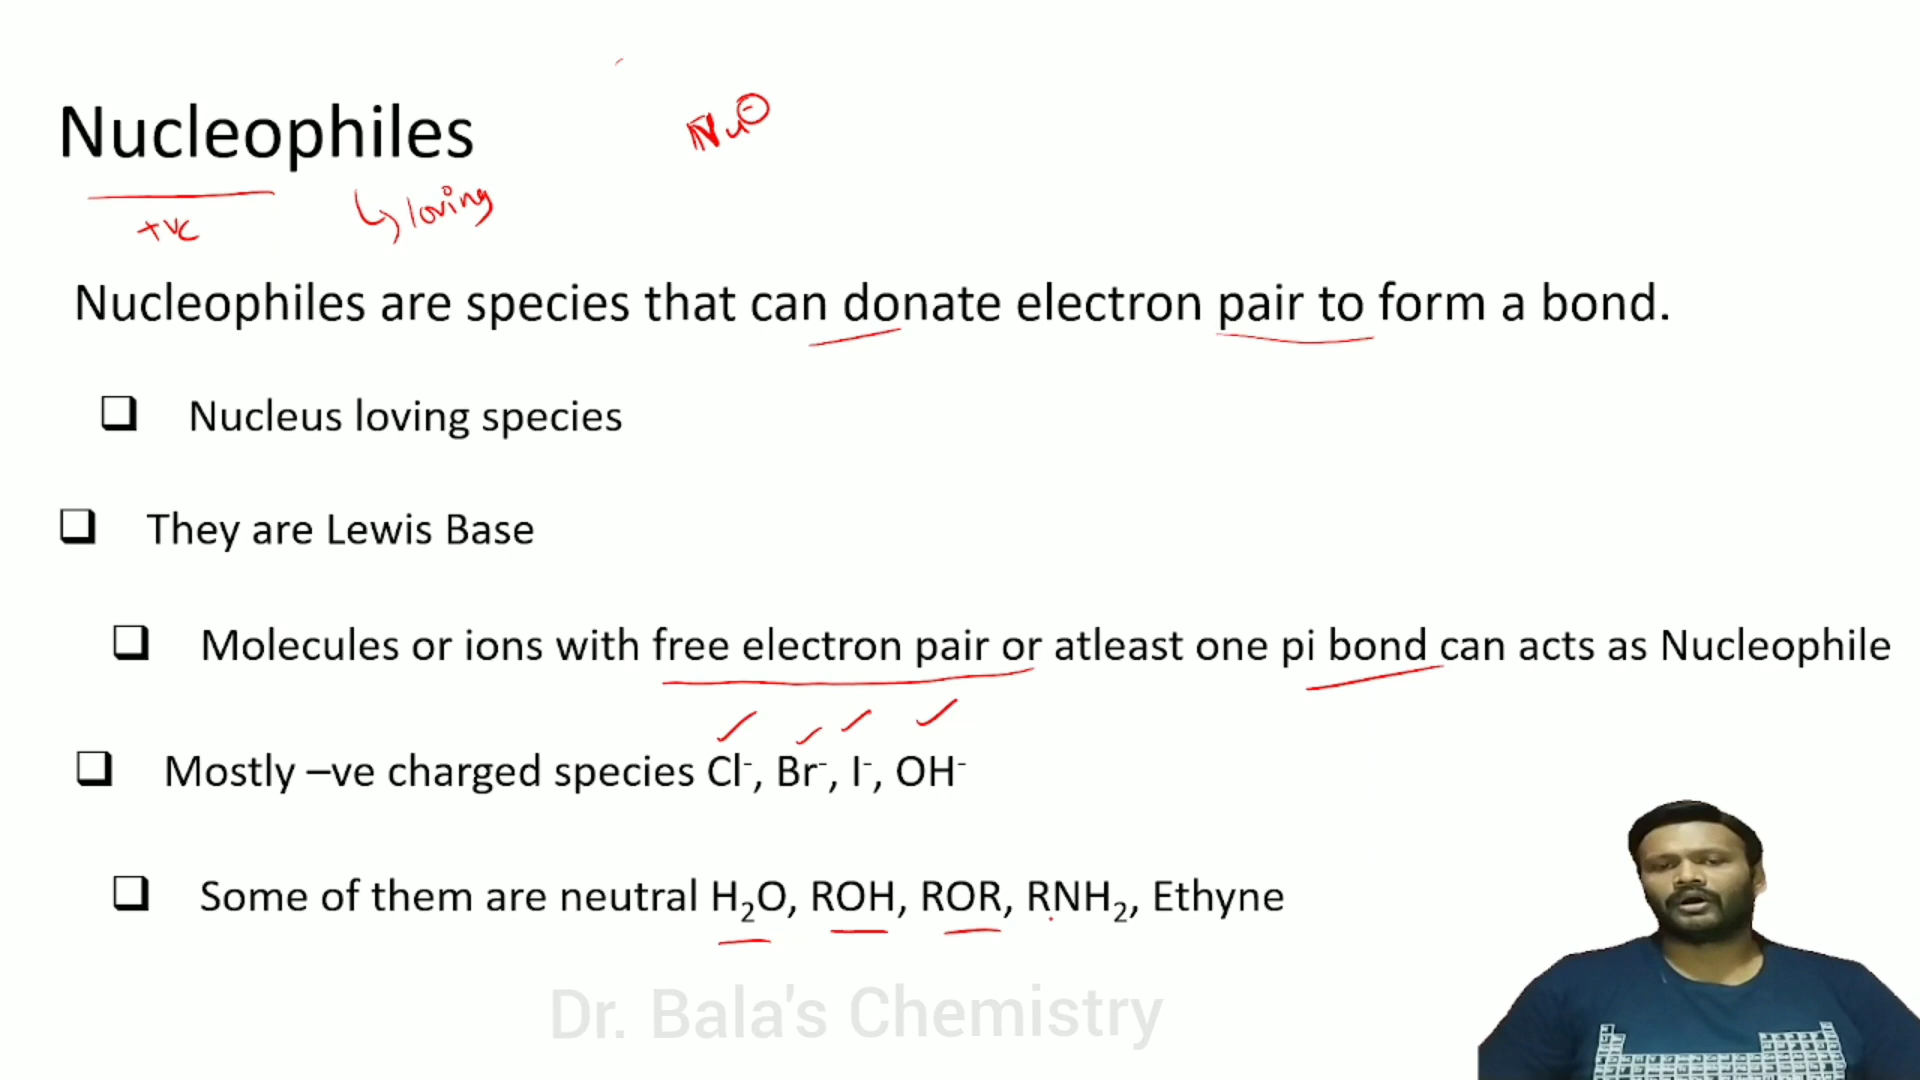 Nucleophiles
Nu⊖
+ve
↳ loving
Nucleophiles are species that can donate electron pair to form a bond.
❑ Nucleus loving species
❑ They are Lewis Base
❑ Molecules or ions with free electron pair or atleast one pi bond can acts as Nucleophile
❑ Mostly –ve charged species Cl⁻, Br⁻, I⁻, OH⁻
❑ Some of them are neutral H₂O, ROH, ROR, RNH₂, Ethyne
Dr. Bala's Chemistry